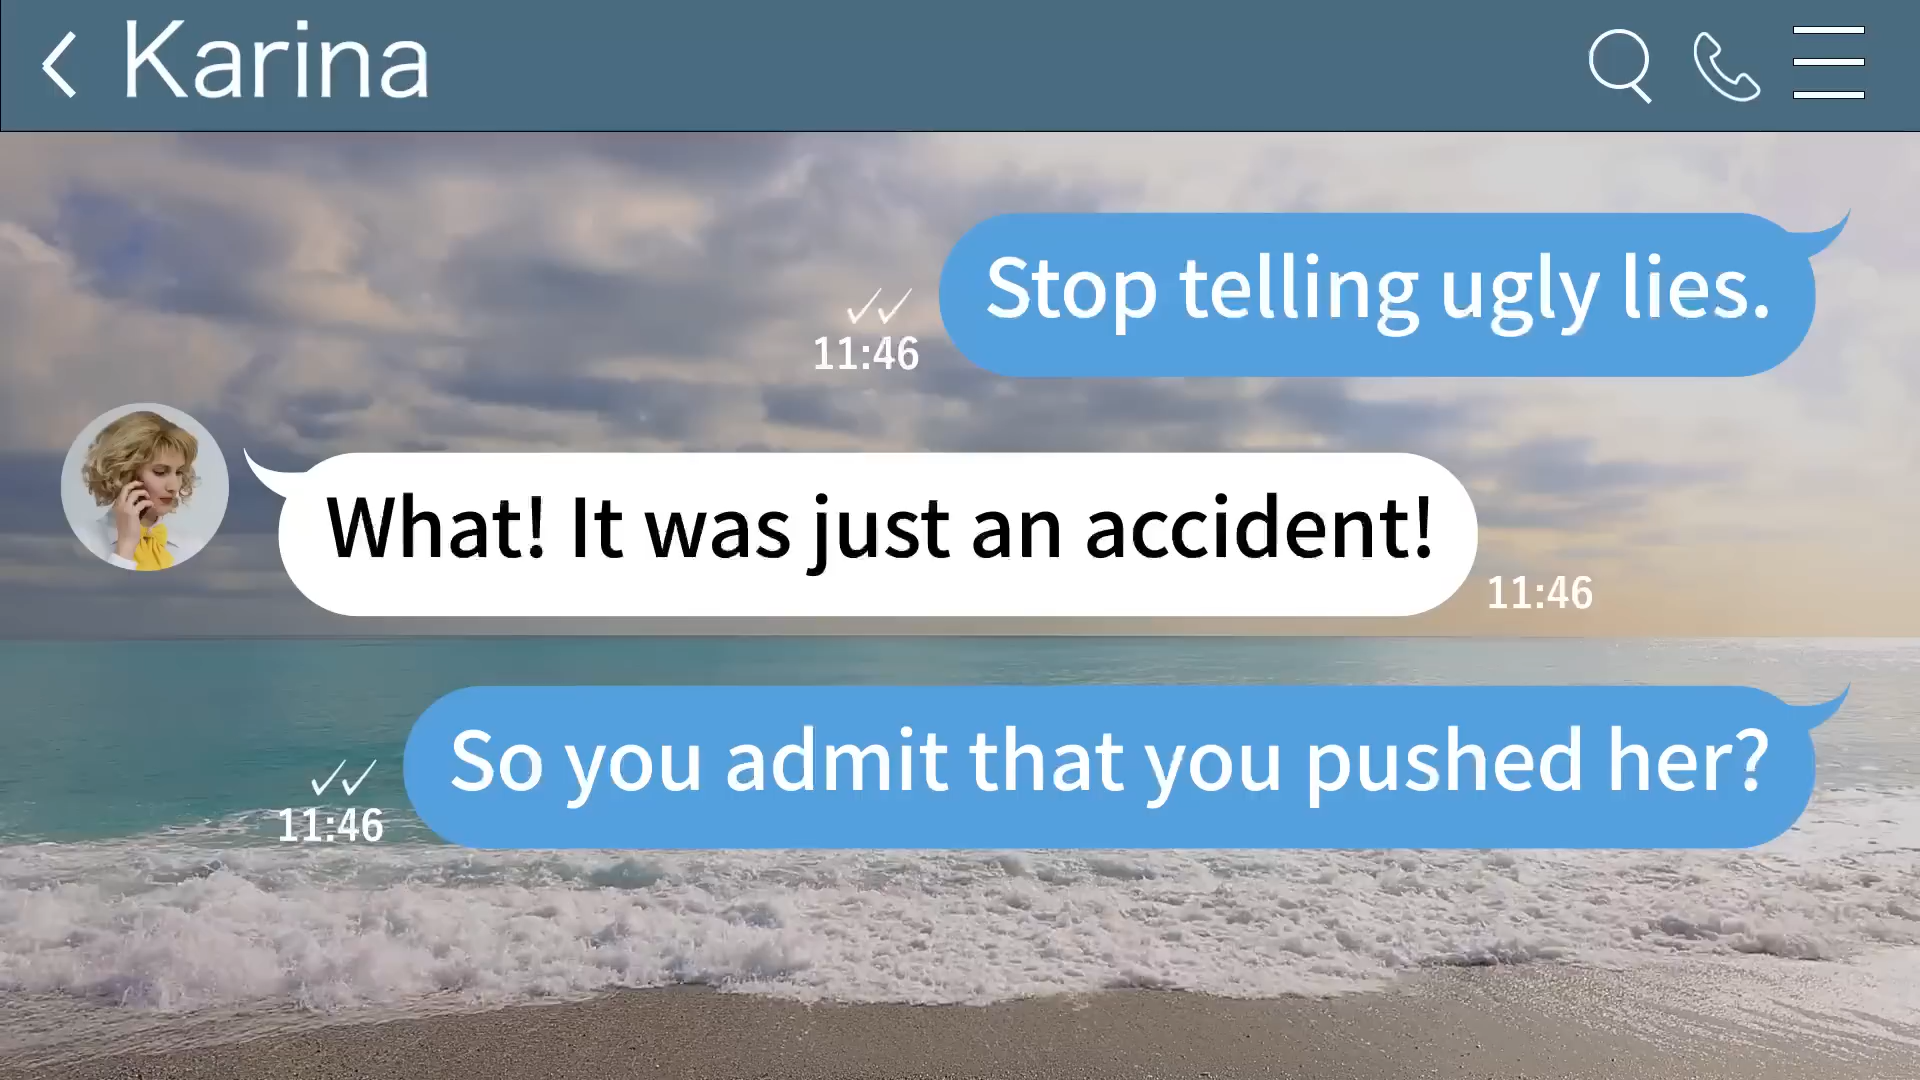 Karina
Stop telling ugly lies.
11:46
What! It was just an accident!
11:46
So you admit that you pushed her?
11:46